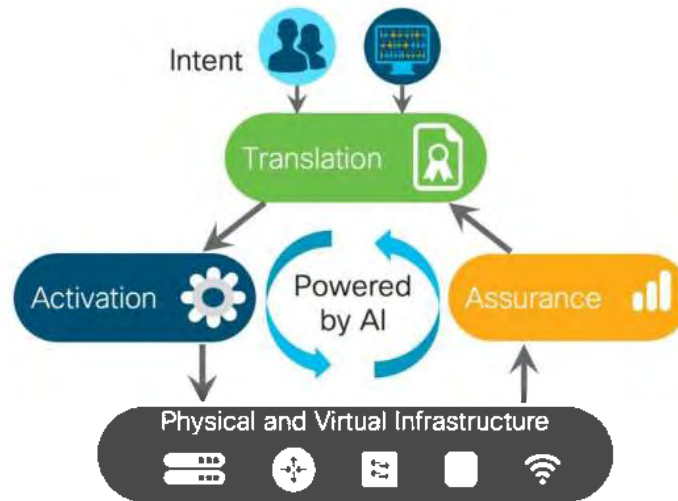 Intent
Translation
Activation
Powered
by AI
Assurance
Physical and Virtual Infrastructure